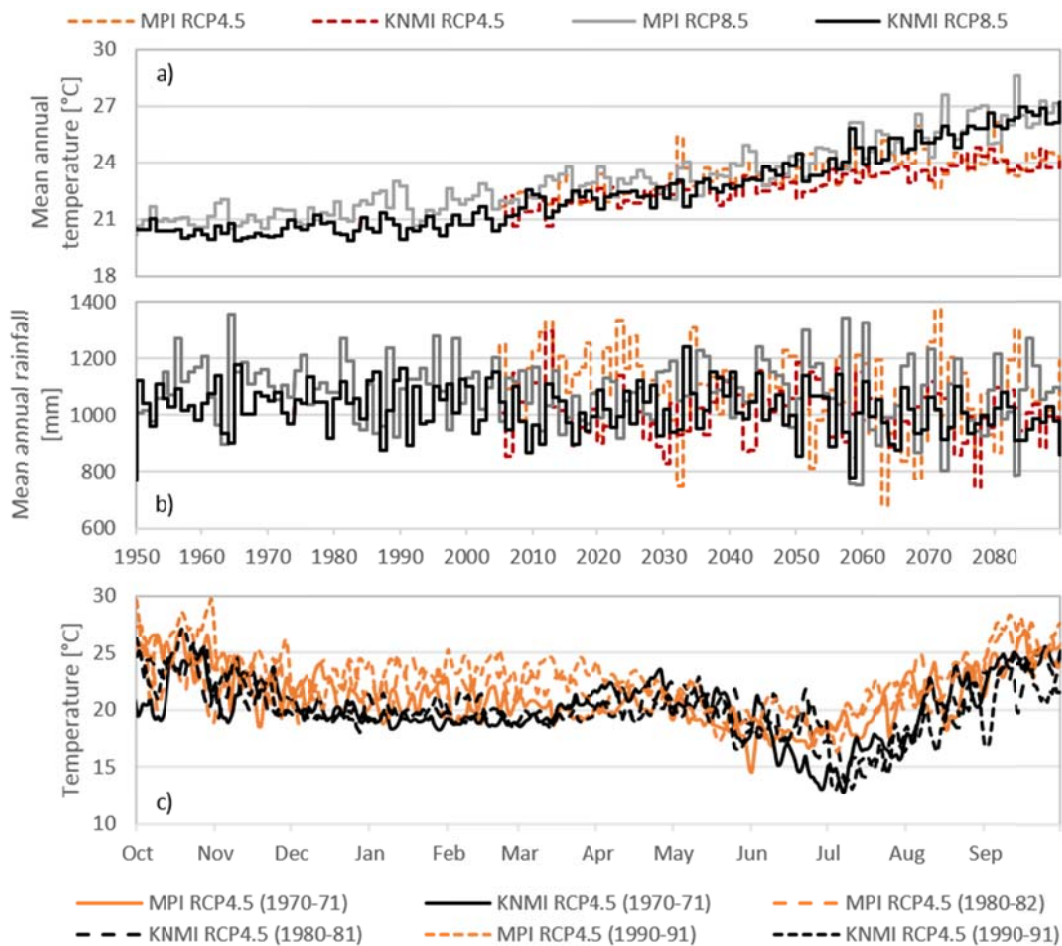 MPI RCP4.5 KNMI RCP4.5 MPI RCP8.5 KNMI RCP8.5
Mean annual temperature [°C]
30
27
24
21
18
a)
Mean annual rainfall [mm]
1400
1200
1000
800
600
b)
1950 1960 1970 1980 1990 2000 2010 2020 2030 2040 2050 2060 2070 2080
Temperature [°C]
30
25
20
15
10
c)
Oct Nov Dec Jan Feb Mar Apr May Jun Jul Aug Sep
MPI RCP4.5 (1970-71) KNMI RCP4.5 (1970-71) MPI RCP4.5 (1980-82)
KNMI RCP4.5 (1980-81) MPI RCP4.5 (1990-91) KNMI RCP4.5 (1990-91)